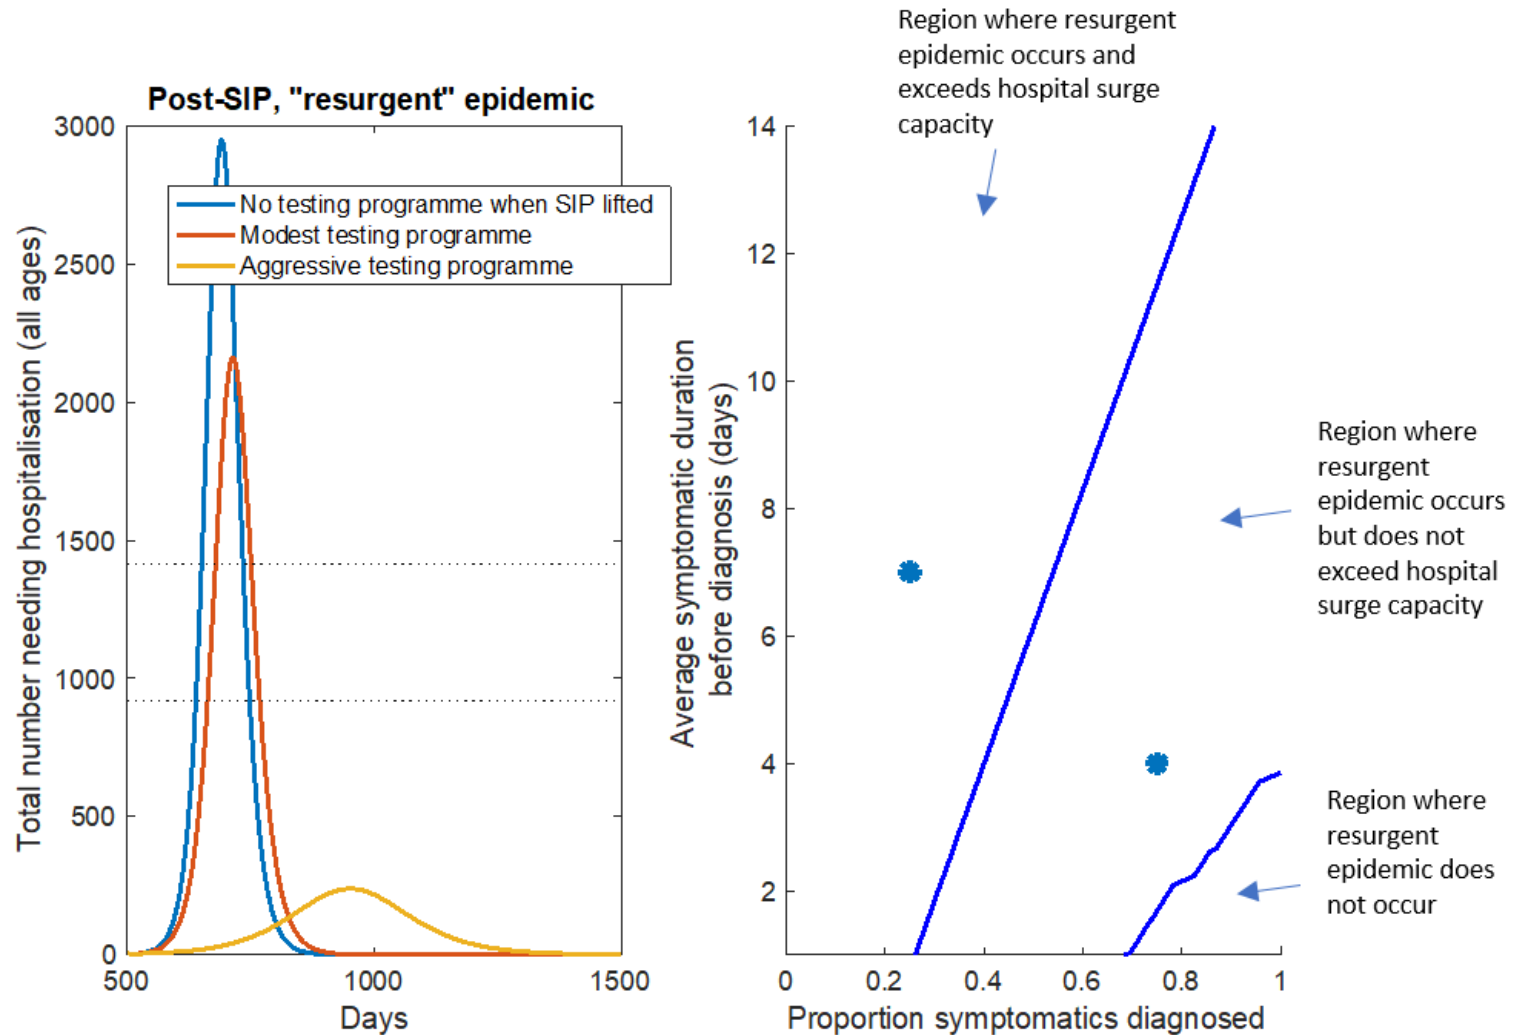 Post-SIP, "resurgent" epidemic
Total number needing hospitalisation (all ages)
3000
2500
2000
1500
1000
500
0
No testing programme when SIP lifted
Modest testing programme
Aggressive testing programme
500
1000
1500
Days
Region where resurgent
epidemic occurs and
exceeds hospital surge
capacity
Average symptomatic duration
before diagnosis (days)
14
12
10
8
6
4
2
0
0.2
0.4
0.6
0.8
1
Proportion symptomatics diagnosed
Region where
resurgent
epidemic occurs
but does not
exceed hospital
surge capacity
Region where
resurgent
epidemic does
not occur